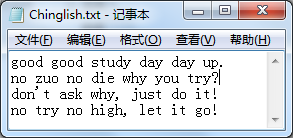 Chinglish.txt - 记事本
文件(F) 编辑(E) 格式(O) 查看(V) 帮助(H)
good good study day day up.
no zuo no die why you try?
don't ask why, just do it!
no try no high, let it go!